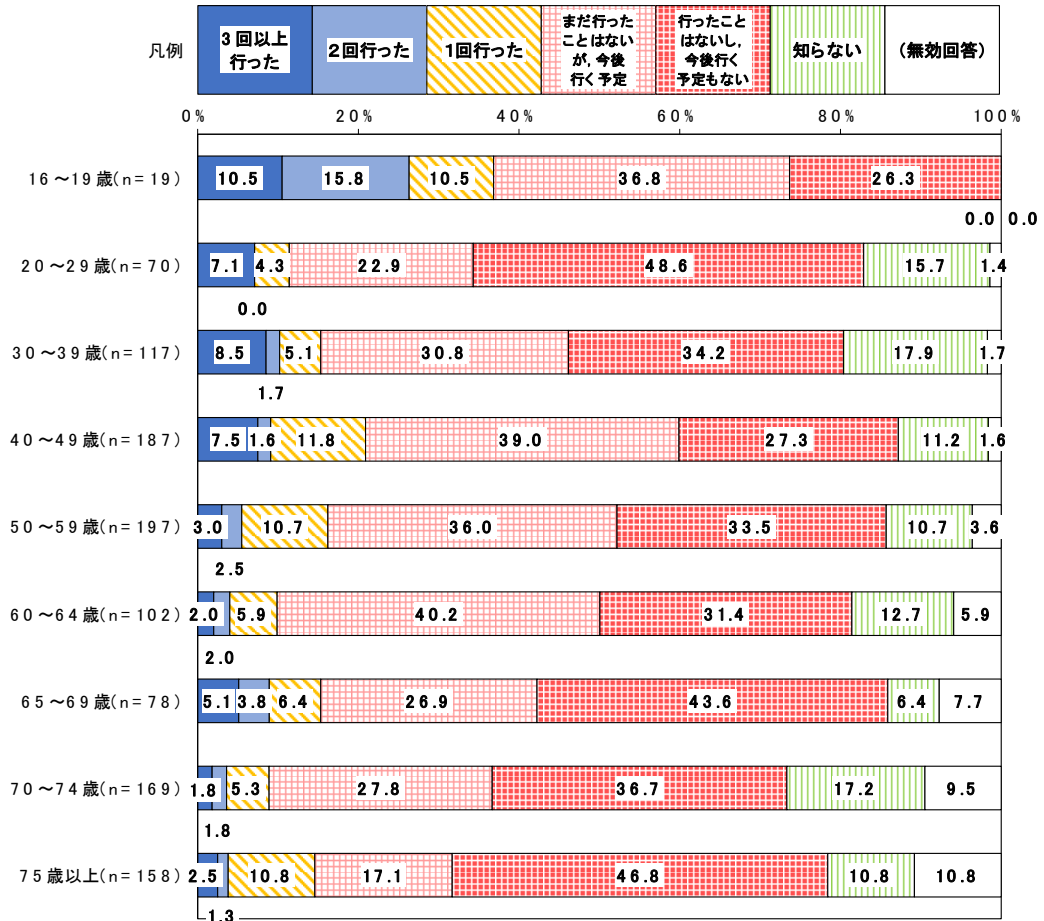 凡例
3回以上
行った
2回行った
1回行った
まだ行った
ことはない
が,今後
行く予定
行ったこと
はないし,
今後行く
予定もない
知らない
(無効回答)
0% 20% 40% 60% 80% 100%
16~19歳(n=19) 10.5 15.8 10.5 36.8 26.3
0.0 0.0
20~29歳(n=70) 7.1 4.3 22.9 48.6 15.7 1.4
0.0
30~39歳(n=117) 8.5 5.1 30.8 34.2 17.9 1.7
1.7
40~49歳(n=187) 7.5 1.6 11.8 39.0 27.3 11.2 1.6
50~59歳(n=197) 3.0 10.7 36.0 33.5 10.7 3.6
2.5
60~64歳(n=102) 2.0 5.9 40.2 31.4 12.7 5.9
2.0
65~69歳(n=78) 5.1 3.8 6.4 26.9 43.6 6.4 7.7
70~74歳(n=169) 1.8 5.3 27.8 36.7 17.2 9.5
1.8
75歳以上(n=158) 2.5 10.8 17.1 46.8 10.8 10.8
1.3